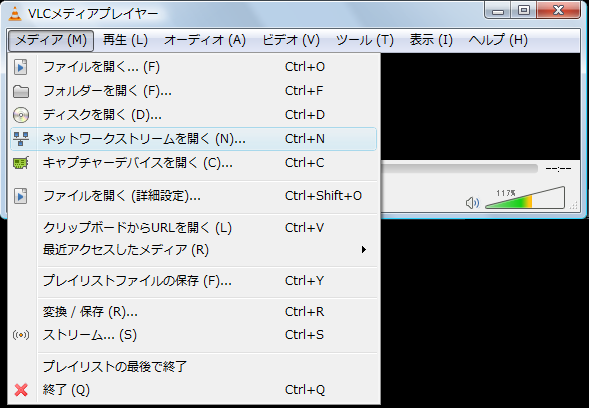 VLCメディアプレイヤー
メディア (M) 再生 (L) オーディオ (A) ビデオ (V) ツール (T) 表示 (I) ヘルプ (H)
ファイルを開く... (F) Ctrl+O
フォルダーを開く (F)... Ctrl+F
ディスクを開く (D)... Ctrl+D
ネットワークストリームを開く (N)... Ctrl+N
キャプチャーデバイスを開く (C)... Ctrl+C
--:--
ファイルを開く (詳細設定)... Ctrl+Shift+O
117%
クリップボードからURLを開く (L) Ctrl+V
最近アクセスしたメディア (R)
プレイリストファイルの保存 (F)... Ctrl+Y
変換 / 保存 (R)... Ctrl+R
ストリーム... (S) Ctrl+S
プレイリストの最後で終了
終了 (Q) Ctrl+Q